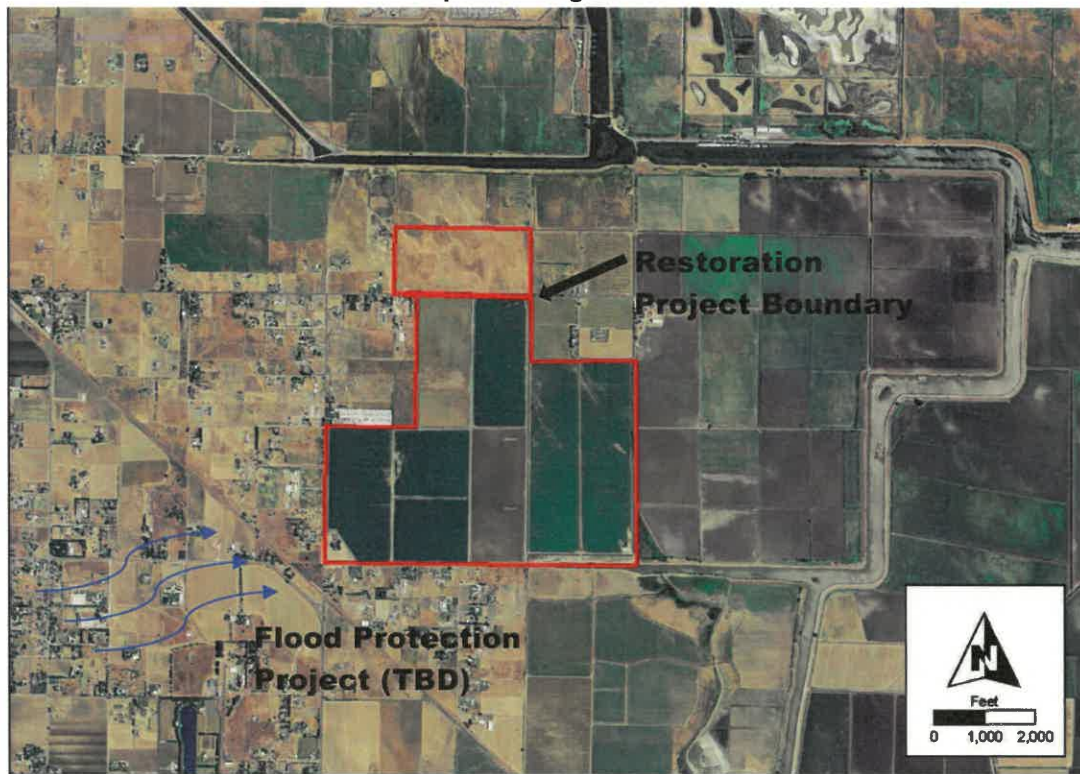 Restoration
Project Boundary
Flood Protection
Project (TBD)
N
Feet
0 1,000 2,000